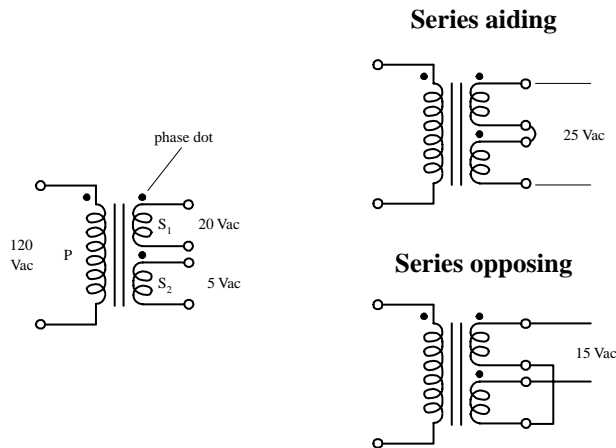 Series aiding
25 Vac
phase dot
120
Vac
P
S1
20 Vac
S2
5 Vac
Series opposing
15 Vac